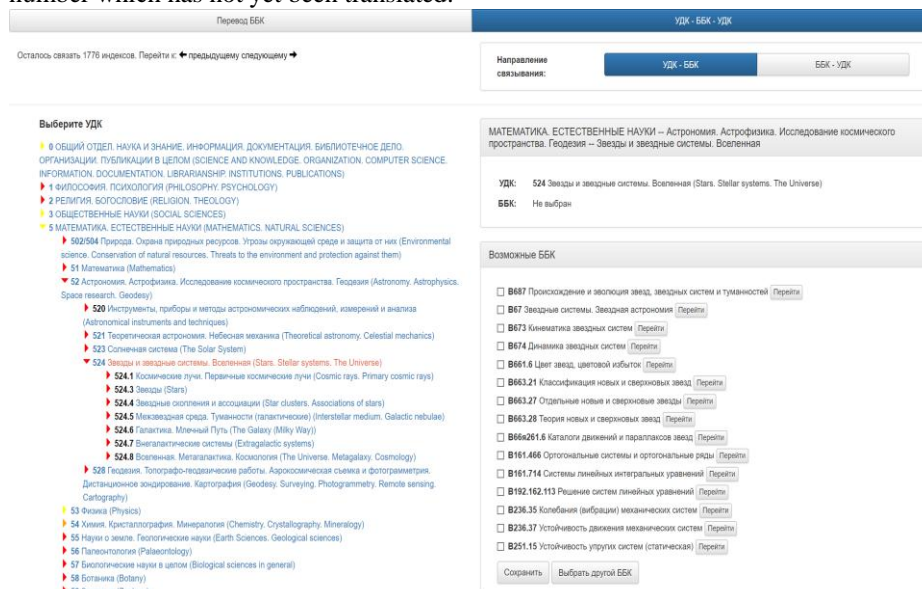 number which has not yet been translated.
Перевод ББК
УДК - ББК - УДК
Осталось связать 1776 индексов. Перейти к: 🡄 предыдущему следующему 🡆
Направление
связывания:
УДК - ББК
ББК - УДК
Выберите УДК
0 ОБЩИЙ ОТДЕЛ. НАУКА И ЗНАНИЕ. ИНФОРМАЦИЯ. ДОКУМЕНТАЦИЯ. БИБЛИОТЕЧНОЕ ДЕЛО.
ОРГАНИЗАЦИИ. ПУБЛИКАЦИИ В ЦЕЛОМ (SCIENCE AND KNOWLEDGE. ORGANIZATION. COMPUTER SCIENCE.
INFORMATION. DOCUMENTATION. LIBRARIANSHIP. INSTITUTIONS. PUBLICATIONS)
1 ФИЛОСОФИЯ. ПСИХОЛОГИЯ (PHILOSOPHY. PSYCHOLOGY)
2 РЕЛИГИЯ. БОГОСЛОВИЕ (RELIGION. THEOLOGY)
3 ОБЩЕСТВЕННЫЕ НАУКИ (SOCIAL SCIENCES)
5 МАТЕМАТИКА. ЕСТЕСТВЕННЫЕ НАУКИ (MATHEMATICS. NATURAL SCIENCES)
502/504 Природа. Охрана природных ресурсов. Угрозы окружающей среде и защита от них (Environmental
science. Conservation of natural resources. Threats to the environment and protection against them)
51 Математика (Mathematics)
52 Астрономия. Астрофизика. Исследование космического пространства. Геодезия (Astronomy. Astrophysics.
Space research. Geodesy)
520 Инструменты, приборы и методы астрономических наблюдений, измерений и анализа
(Astronomical instruments and techniques)
521 Теоретическая астрономия. Небесная механика (Theoretical astronomy. Celestial mechanics)
523 Солнечная система (The Solar System)
524 Звезды и звездные системы. Вселенная (Stars. Stellar systems. The Universe)
524.1 Космические лучи. Первичные космические лучи (Cosmic rays. Primary cosmic rays)
524.3 Звезды (Stars)
524.4 Звездные скопления и ассоциации (Star clusters. Associations of stars)
524.5 Межзвездная среда. Туманности (галактические) (Interstellar medium. Galactic nebulae)
524.6 Галактика. Млечный Путь (The Galaxy (Milky Way))
524.7 Внегалактические системы (Extragalactic systems)
524.8 Вселенная. Метагалактика. Космология (The Universe. Metagalaxy. Cosmology)
528 Геодезия. Топографо-геодезические работы. Аэрокосмическая съемка и фотограмметрия.
Дистанционное зондирование. Картография (Geodesy. Surveying. Photogrammetry. Remote sensing.
Cartography)
53 Физика (Physics)
54 Химия. Кристаллография. Минералогия (Chemistry. Crystallography. Mineralogy)
55 Науки о земле. Геологические науки (Earth Sciences. Geological sciences)
56 Палеонтология (Palaeontology)
57 Биологические науки в целом (Biological sciences in general)
58 Ботаника (Botany)
МАТЕМАТИКА. ЕСТЕСТВЕННЫЕ НАУКИ -- Астрономия. Астрофизика. Исследование космического
пространства. Геодезия -- Звезды и звездные системы. Вселенная
УДК: 524 Звезды и звездные системы. Вселенная (Stars. Stellar systems. The Universe)
ББК: Не выбран
Возможные ББК
В687 Происхождение и эволюция звезд, звездных систем и туманностей Перейти
В67 Звездные системы. Звездная астрономия Перейти
В673 Кинематика звездных систем Перейти
В674 Динамика звездных систем Перейти
В661.6 Цвет звезд, цветовой избыток Перейти
В663.21 Классификация новых и сверхновых звезд Перейти
В663.27 Отдельные новые и сверхновые звезды Перейти
В663.28 Теория новых и сверхновых звезд Перейти
В66я261.6 Каталоги движений и параллаксов звезд Перейти
В161.466 Ортогональные системы и ортогональные ряды Перейти
В161.714 Системы линейных интегральных уравнений Перейти
В192.162.113 Решение систем линейных уравнений Перейти
В236.35 Колебания (вибрации) механических систем Перейти
В236.37 Устойчивость движения механических систем Перейти
В251.15 Устойчивость упругих систем (статическая) Перейти
Сохранить
Выбрать другой ББК